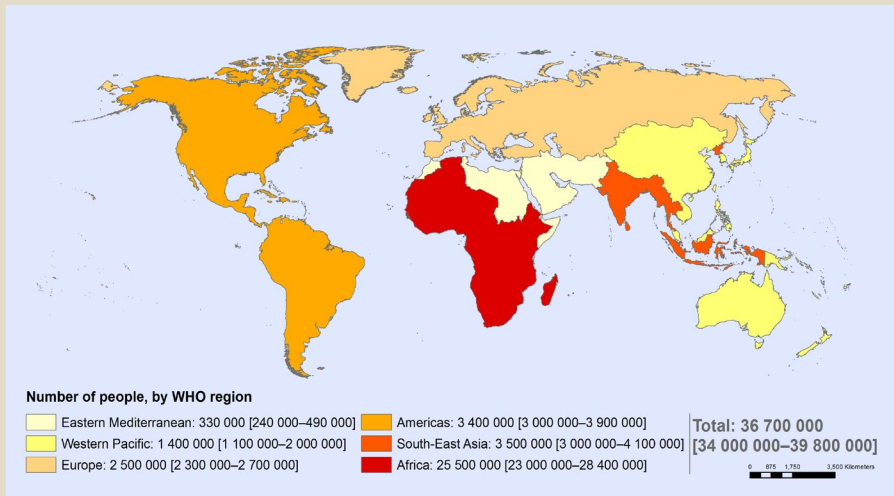 Number of people, by WHO region
Eastern Mediterranean: 330 000 [240 000–490 000]
Western Pacific: 1 400 000 [1 100 000–2 000 000]
Europe: 2 500 000 [2 300 000–2 700 000]
Americas: 3 400 000 [3 000 000–3 900 000]
South-East Asia: 3 500 000 [3 000 000–4 100 000]
Africa: 25 500 000 [23 000 000–28 400 000]
Total: 36 700 000
[34 000 000–39 800 000]
0 875 1,750 3,500 Kilometers